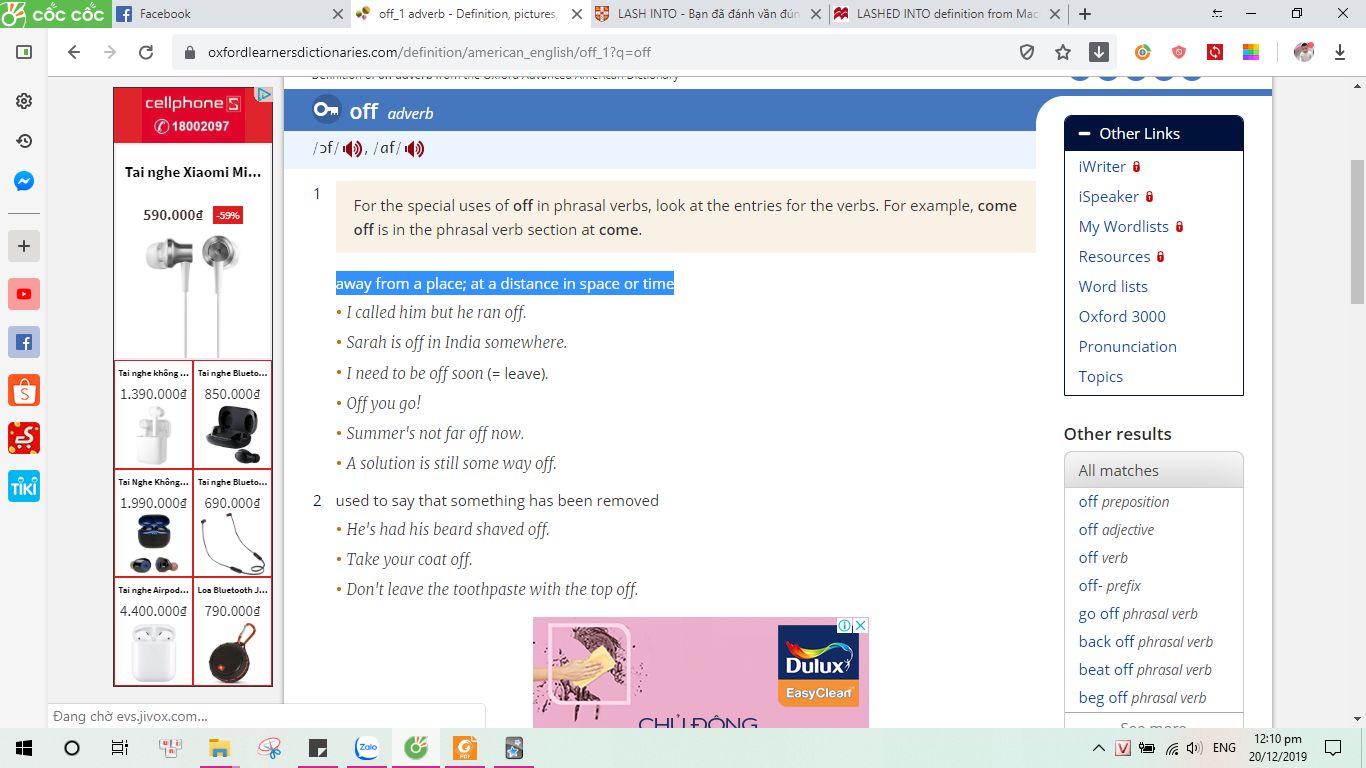 CỐC CỐC
Facebook
off_1 adverb - Definition, pictures,
LASH INTO - Bạn đã đánh vần đún
LASHED INTO definition from Mac
oxfordlearnersdictionaries.com/definition/american_english/off_1?q=off
Definition of off adverb from the Oxford Advanced American Dictionary
off adverb
/ɔf/ , /ɑf/
1
For the special uses of off in phrasal verbs, look at the entries for the verbs. For example, come
off is in the phrasal verb section at come.
away from a place; at a distance in space or time
• I called him but he ran off.
• Sarah is off in India somewhere.
• I need to be off soon (= leave).
• Off you go!
• Summer's not far off now.
• A solution is still some way off.
2 used to say that something has been removed
• He's had his beard shaved off.
• Take your coat off.
• Don't leave the toothpaste with the top off.
cellphoneS
18002097
Tai nghe Xiaomi Mi...
590.000₫ -59%
Tai nghe không ...
1.390.000₫
Tai nghe Blueto...
850.000₫
Tai Nghe Không...
1.990.000₫
Tai nghe Blueto...
690.000₫
Tai nghe Airpod...
4.400.000₫
Loa Bluetooth J...
790.000₫
Other Links
iWriter
iSpeaker
My Wordlists
Resources
Word lists
Oxford 3000
Pronunciation
Topics
Other results
All matches
off preposition
off adjective
off verb
off- prefix
go off phrasal verb
back off phrasal verb
beat off phrasal verb
beg off phrasal verb
See more
Dulux
EasyClean
CHỦ ĐỘNG
TIKI
Đang chờ evs.jivox.com...
Zalo
PDF
V
ENG
12:10 pm
20/12/2019